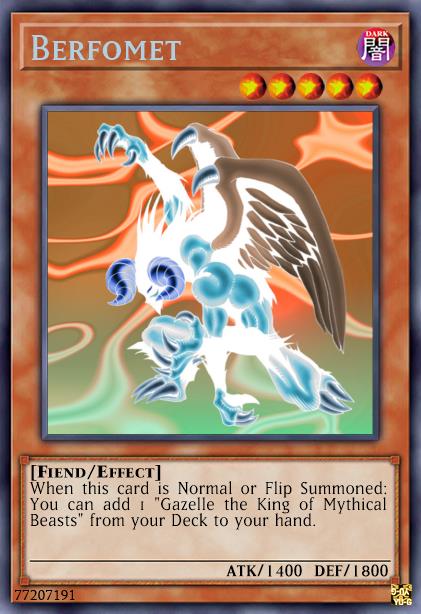 BERFOMET
DARK
闇
[FIEND/EFFECT]
When this card is Normal or Flip Summoned:
You can add 1 "Gazelle the King of Mythical
Beasts" from your Deck to your hand.
ATK/1400 DEF/1800
77207191